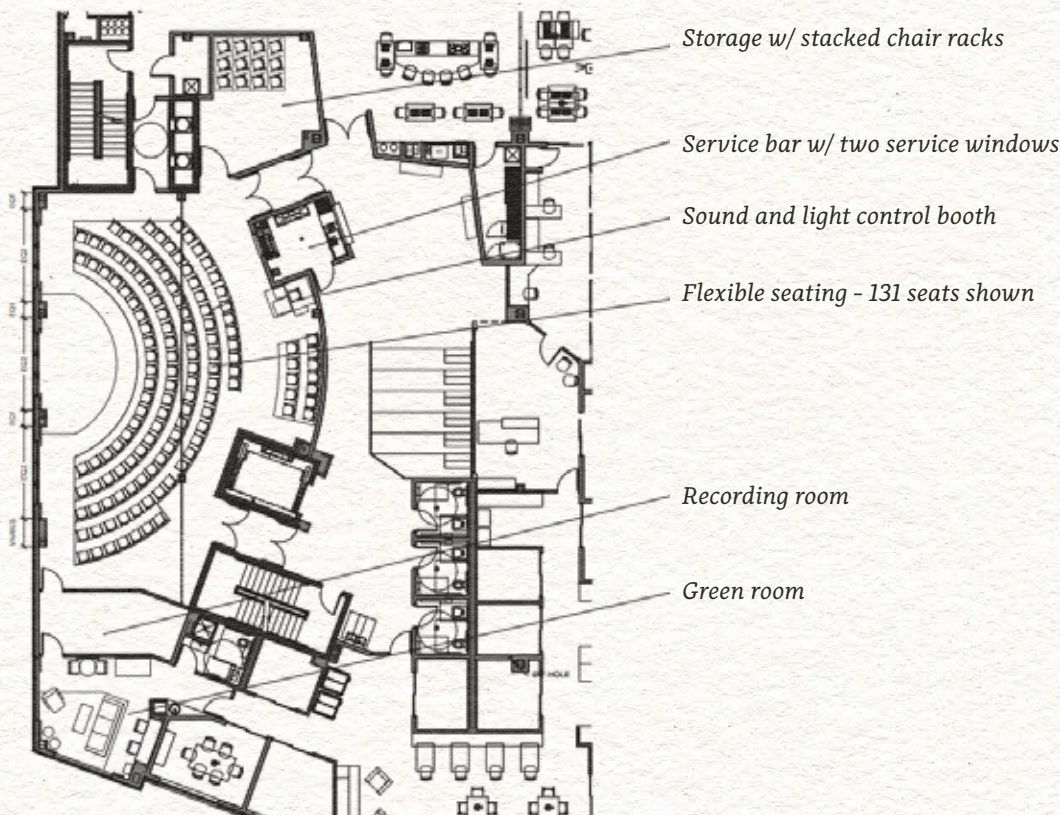 Storage w/ stacked chair racks
Service bar w/ two service windows
Sound and light control booth
Flexible seating - 131 seats shown
Recording room
Green room